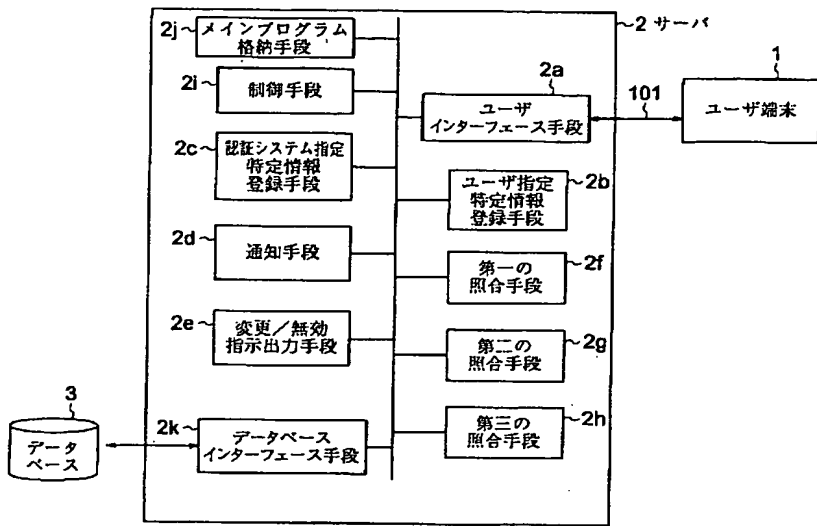 2j
メインプログラム
格納手段
2 サーバ
2i
制御手段
2a
ユーザ
インターフェース手段
101
1
ユーザ端末
2c
認証システム指定
特定情報
登録手段
2b
ユーザ指定
特定情報
登録手段
2d
通知手段
2f
第一の
照合手段
2e
変更/無効
指示出力手段
2g
第二の
照合手段
3
データ
ベース
2k
データベース
インターフェース手段
2h
第三の
照合手段